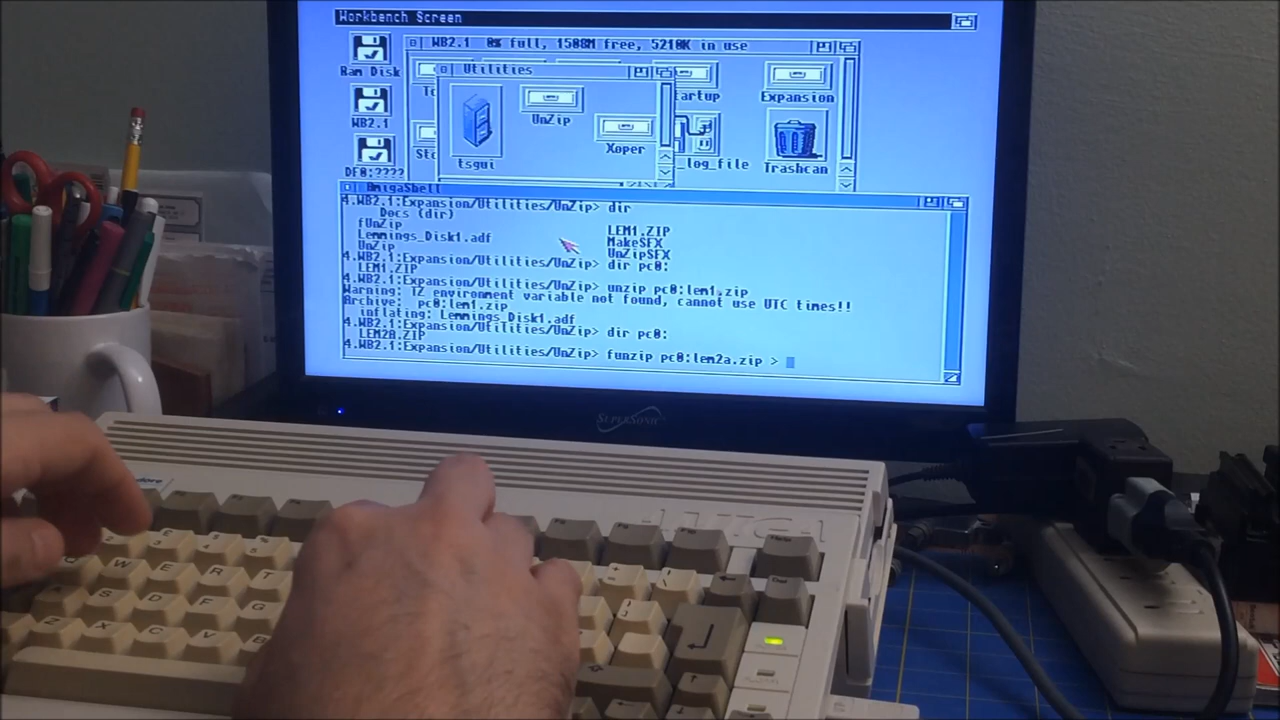 Workbench Screen
WB2.1 0% full, 1508M free, 5210K in use
Utilities
Ram Disk
Expansion
UnZip
WB2.1
Xoper
tsgui
_log_file
Trashcan
DF0:????
AmigaShell
4.WB2.1:Expansion/Utilities/UnZip> dir
Docs (dir)
fUnZip LEM1.ZIP
Lemmings_Disk1.adf MakeSFX
UnZip UnZipSFX
4.WB2.1:Expansion/Utilities/UnZip> dir pc0:
LEM1.ZIP
4.WB2.1:Expansion/Utilities/UnZip> unzip pc0:lem1.zip
Warning: TZ environment variable not found, cannot use UTC times!!
Archive: pc0:lem1.zip
inflating: Lemmings_Disk1.adf
4.WB2.1:Expansion/Utilities/UnZip> dir pc0:
LEM2A.ZIP
4.WB2.1:Expansion/Utilities/UnZip> funzip pc0:lem2a.zip >
SUPERSONIC
Help
Del
W E R T
A S D F G
Z X C V B